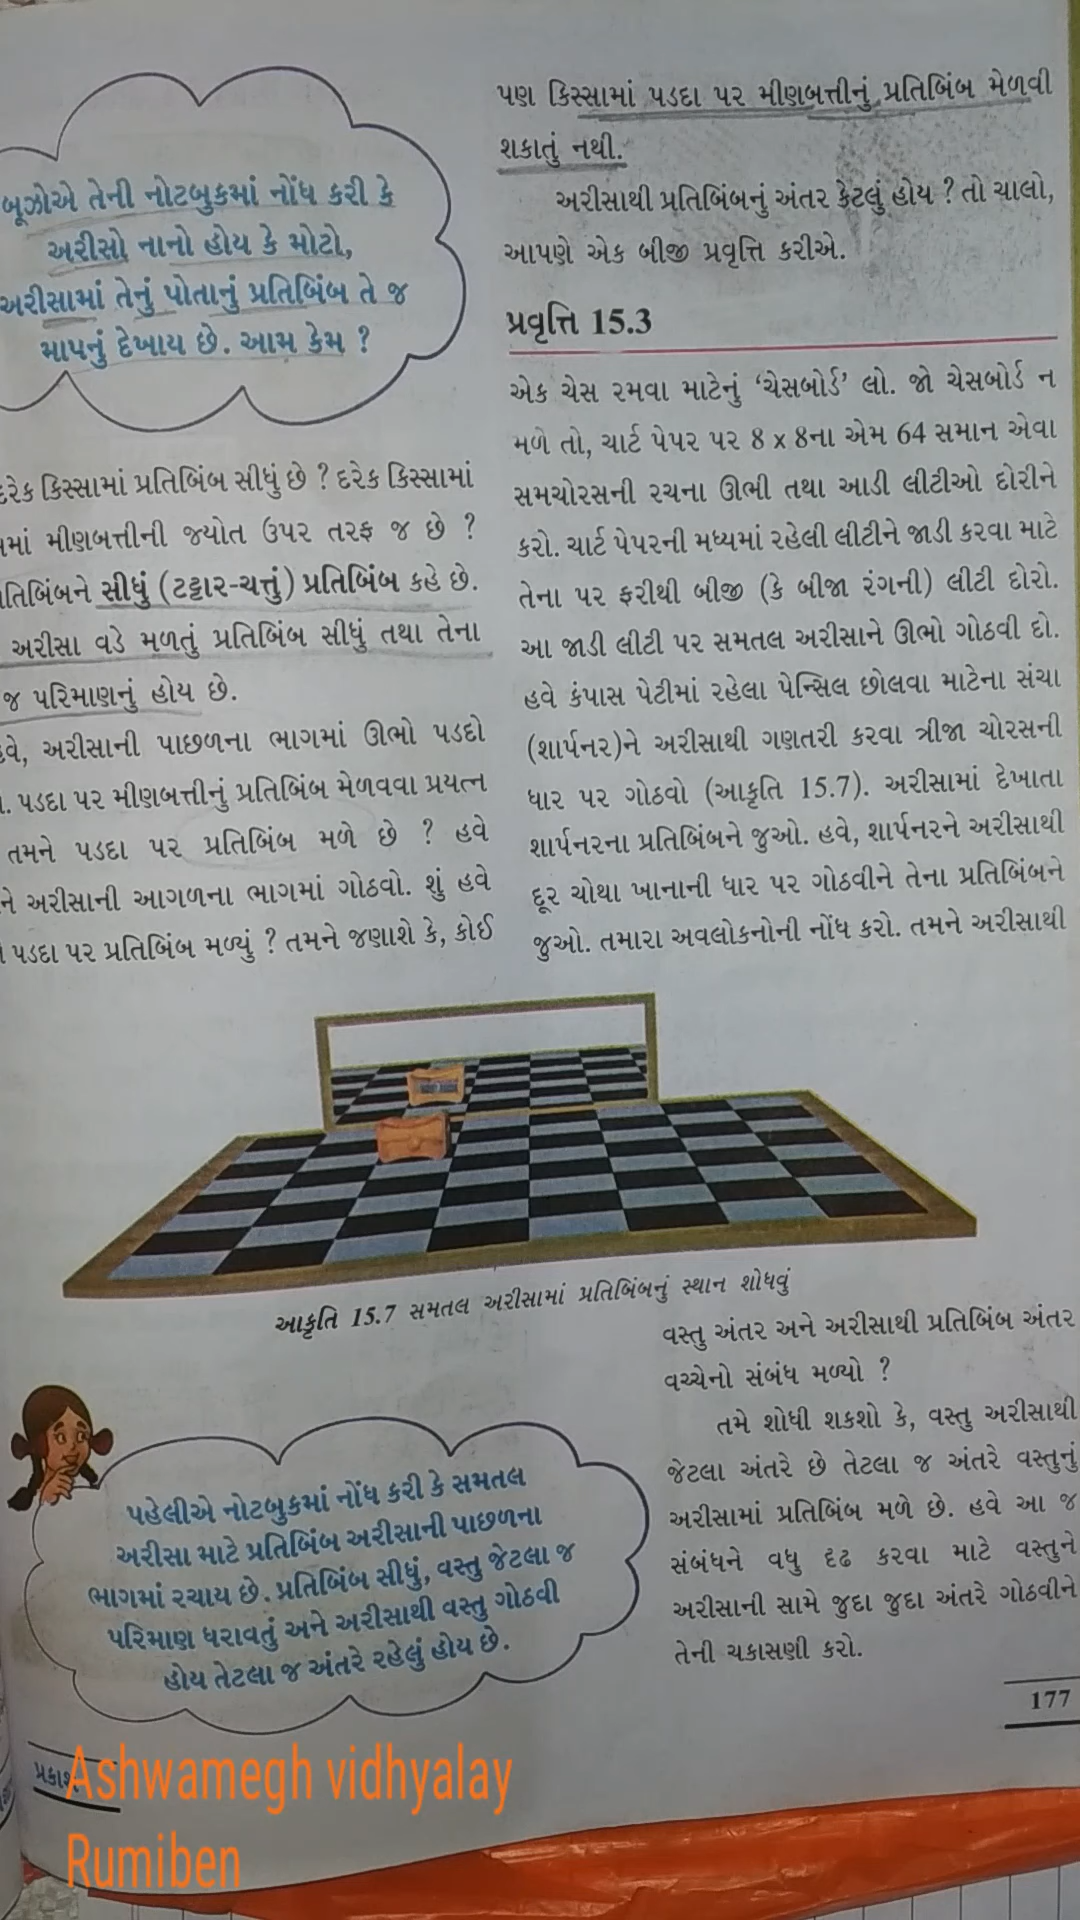 બૂઝોએ તેની નોટબુકમાં નોંધ કરી કે
અરીસો નાનો હોય કે મોટો,
અરીસામાં તેનું પોતાનું પ્રતિબિંબ તે જ
માપનું દેખાય છે. આમ કેમ ?
દરેક કિસ્સામાં પ્રતિબિંબ સીધું છે ? દરેક કિસ્સામાં
મીણબત્તીની જ્યોત ઉપર તરફ જ છે ?
સીધું (ટટ્ટાર-ચત્તું) પ્રતિબિંબ કહે છે.
અરીસા વડે મળતું પ્રતિબિંબ સીધું તથા તેના
જ પરિમાણનું હોય છે.
અરીસાની પાછળના ભાગમાં ઊભો પડદો
પડદા પર મીણબત્તીનું પ્રતિબિંબ મેળવવા પ્રયત્ન
તમને પડદા પર પ્રતિબિંબ મળે છે ? હવે
ને અરીસાની આગળના ભાગમાં ગોઠવો. શું હવે
પડદા પર પ્રતિબિંબ મળ્યું ? તમને જણાશે કે, કોઈ
પણ કિસ્સામાં પડદા પર મીણબત્તીનું પ્રતિબિંબ મેળવી
શકાતું નથી.
અરીસાથી પ્રતિબિંબનું અંતર કેટલું હોય ? તો ચાલો,
આપણે એક બીજી પ્રવૃત્તિ કરીએ.
પ્રવૃત્તિ 15.3
એક ચેસ રમવા માટેનું ‘ચેસબોર્ડ’ લો. જો ચેસબોર્ડ ન
મળે તો, ચાર્ટ પેપર પર 8 x 8ના એમ 64 સમાન એવા
સમચોરસની રચના ઊભી તથા આડી લીટીઓ દોરીને
કરો. ચાર્ટ પેપરની મધ્યમાં રહેલી લીટીને જાડી કરવા માટે
તેના પર ફરીથી બીજી (કે બીજા રંગની) લીટી દોરો.
આ જાડી લીટી પર સમતલ અરીસાને ઊભો ગોઠવી દો.
હવે કંપાસ પેટીમાં રહેલા પેન્સિલ છોલવા માટેના સંચા
(શાર્પનર)ને અરીસાથી ગણતરી કરવા ત્રીજા ચોરસની
ધાર પર ગોઠવો (આકૃતિ 15.7). અરીસામાં દેખાતા
શાર્પનરના પ્રતિબિંબને જુઓ. હવે, શાર્પનરને અરીસાથી
દૂર ચોથા ખાનાની ધાર પર ગોઠવીને તેના પ્રતિબિંબને
જુઓ. તમારા અવલોકનોની નોંધ કરો. તમને અરીસાથી
આકૃતિ 15.7 સમતલ અરીસામાં પ્રતિબિંબનું સ્થાન શોધવું
વસ્તુ અંતર અને અરીસાથી પ્રતિબિંબ અંતર
વચ્ચેનો સંબંધ મળ્યો ?
તમે શોધી શકશો કે, વસ્તુ અરીસાથી
જેટલા અંતરે છે તેટલા જ અંતરે વસ્તુનું
અરીસામાં પ્રતિબિંબ મળે છે. હવે આ જ
સંબંધને વધુ દૃઢ કરવા માટે વસ્તુને
અરીસાની સામે જુદા જુદા અંતરે ગોઠવીને
તેની ચકાસણી કરો.
પહેલીએ નોટબુકમાં નોંધ કરી કે સમતલ
અરીસા માટે પ્રતિબિંબ અરીસાની પાછળના
ભાગમાં રચાય છે. પ્રતિબિંબ સીધું, વસ્તુ જેટલા જ
પરિમાણ ધરાવતું અને અરીસાથી વસ્તુ ગોઠવી
હોય તેટલા જ અંતરે રહેલું હોય છે.
177
Ashwamegh vidhyalay
Rumiben